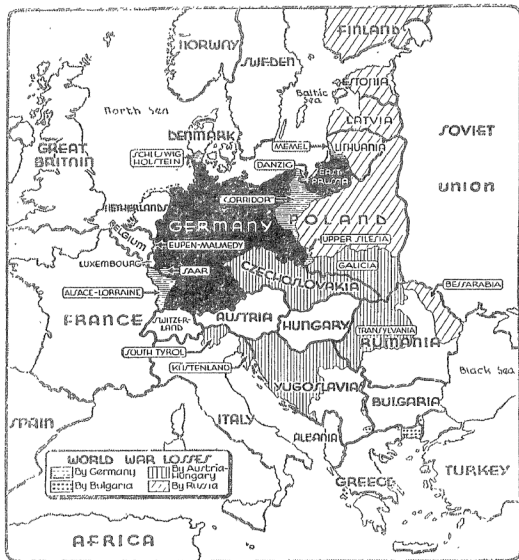 NORWAY
SWEDEN
FINLAND
Baltic
Sea
ESTONIA
LATVIA
LITHUANIA
SOVIET
UNION
North Sea
GREAT
BRITAIN
DENMARK
SCHLESWIG
HOLSTEIN
MEMEL
DANZIG
EAST
PRUSSIA
NETHERLANDS
CORRIDOR
GERMANY
POLAND
BELGIUM
EUPEN-MALMEDY
UPPER SILESIA
LUXEMBOURG
SAAR
CZECHOSLOVAKIA
GALICIA
ALSACE-LORRAINE
BESSARABIA
FRANCE
SWITZER-
LAND
AUSTRIA
HUNGARY
TRANSYLVANIA
RUMANIA
SOUTH TYROL
KÜSTENLAND
YUGOSLAVIA
Black Sea
SPAIN
ITALY
BULGARIA
ALBANIA
GREECE
TURKEY
WORLD WAR LOSSES
By Germany
By Austria-
Hungary
By Bulgaria
By Russia
AFRICA